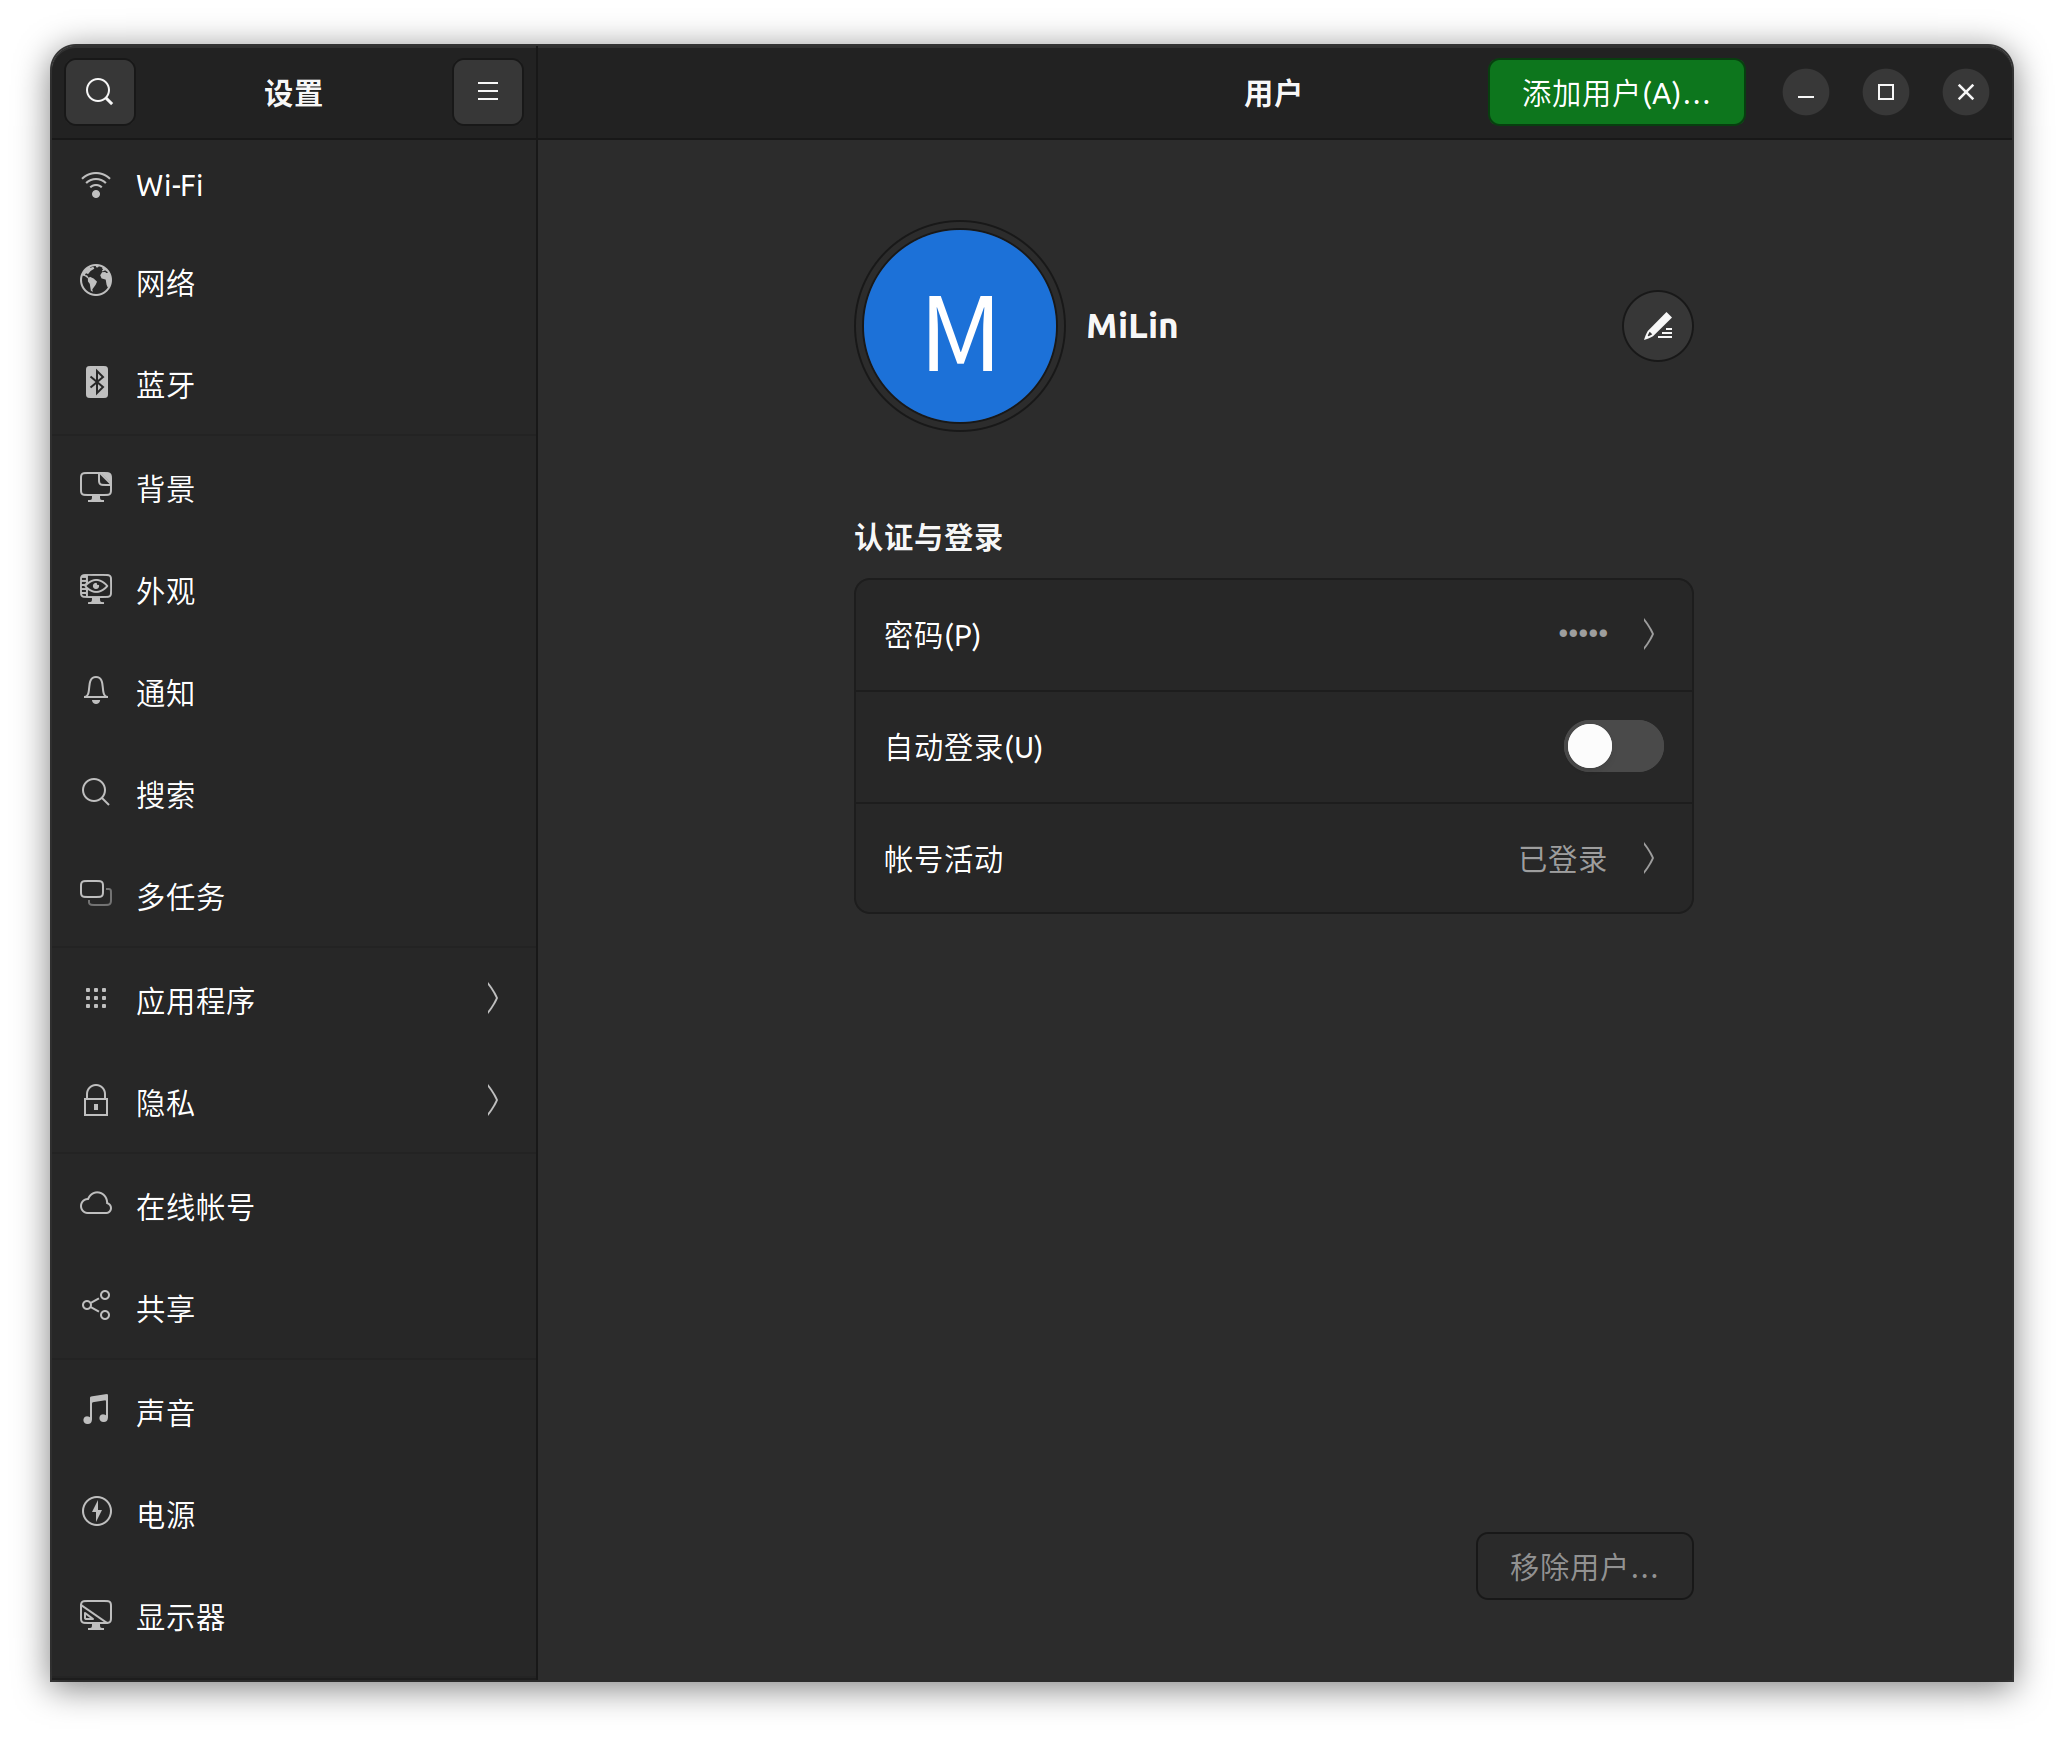 设置
用户
添加用户(A)...
Wi-Fi
网络
蓝牙
背景
外观
通知
搜索
多任务
应用程序
隐私
在线帐号
共享
声音
电源
显示器
M
MiLin
认证与登录
密码(P)
•••••
自动登录(U)
帐号活动
已登录
移除用户...